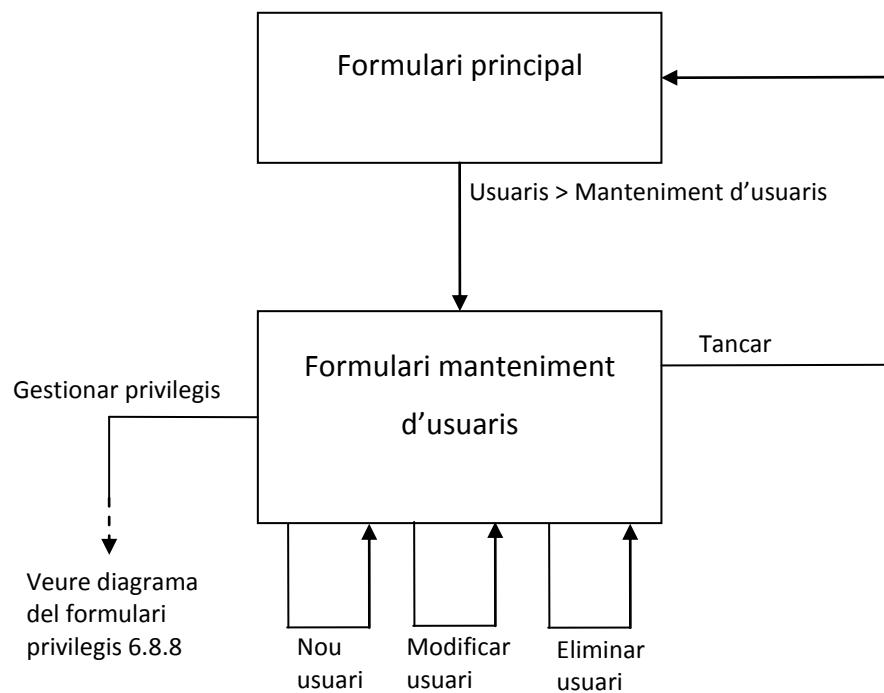 Formulari principal
Usuaris > Manteniment d’usuaris
Formulari manteniment
d’usuaris
Tancar
Gestionar privilegis
Veure diagrama
del formulari
privilegis 6.8.8
Nou
usuari
Modificar
usuari
Eliminar
usuari